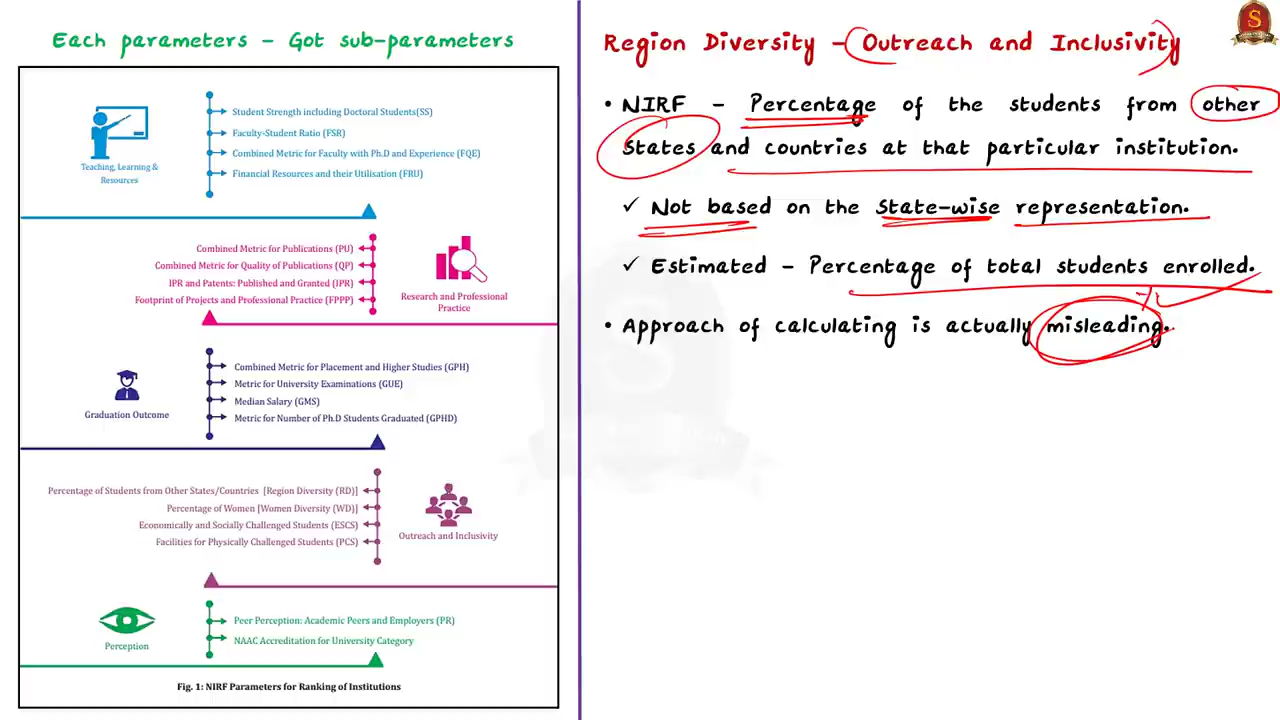 Each parameters - Got sub-parameters
Student Strength including Doctoral Students(SS)
Faculty-Student Ratio (FSR)
Combined Metric for Faculty with Ph.D and Experience (FQE)
Financial Resources and their Utilisation (FRU)
Teaching, Learning &
Resources
Combined Metric for Publications (PU)
Combined Metric for Quality of Publications (QP)
IPR and Patents: Published and Granted (IPR)
Footprint of Projects and Professional Practice (FPPP)
Research and Professional
Practice
Combined Metric for Placement and Higher Studies (GPH)
Metric for University Examinations (GUE)
Median Salary (GMS)
Metric for Number of Ph.D Students Graduated (GPHD)
Graduation Outcome
Percentage of Students from Other States/Countries [Region Diversity (RD)]
Percentage of Women [Women Diversity (WD)]
Economically and Socially Challenged Students (ESCS)
Facilities for Physically Challenged Students (PCS)
Outreach and Inclusivity
Peer Perception: Academic Peers and Employers (PR)
NAAC Accreditation for University Category
Perception
Fig. 1: NIRF Parameters for Ranking of Institutions
Region Diversity - Outreach and Inclusivity
• NIRF - Percentage of the students from other
States and countries at that particular institution.
✓ Not based on the state-wise representation.
✓ Estimated - Percentage of total students enrolled.
• Approach of calculating is actually misleading.
S